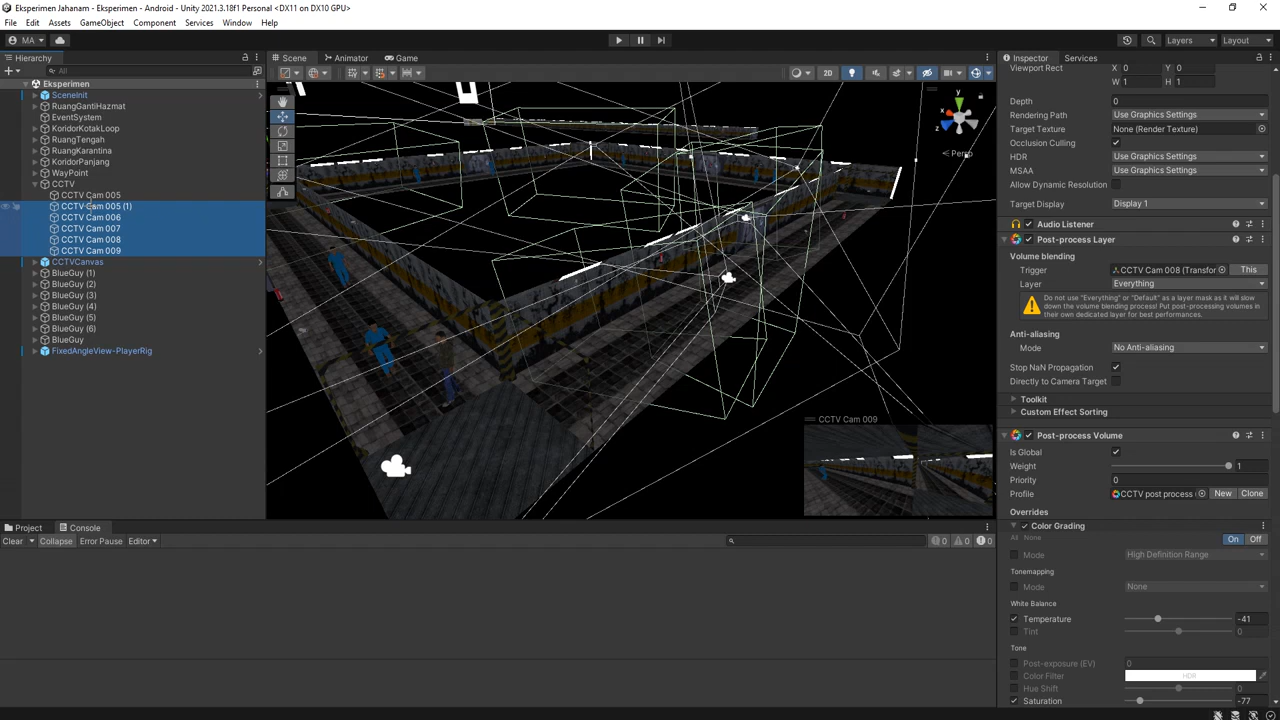 Eksperimen Jahanam - Eksperimen - Android - Unity 2021.3.18f1 Personal <DX11 on DX10 GPU>
File Edit Assets GameObject Component Services Window Help
MA Layers Layout
Hierarchy
All
Eksperimen
SceneInit
RuangGantiHazmat
EventSystem
KoridorKotakLoop
RuangTengah
RuangKarantina
KoridorPanjang
WayPoint
CCTV
CCTV Cam 005
CCTV Cam 005 (1)
CCTV Cam 006
CCTV Cam 007
CCTV Cam 008
CCTV Cam 009
CCTVCanvas
BlueGuy (1)
BlueGuy (2)
BlueGuy (3)
BlueGuy (4)
BlueGuy (5)
BlueGuy (6)
BlueGuy
FixedAngleView-PlayerRig
Scene Animator Game
2D
y
x
z
Persp
CCTV Cam 009
Project Console
Clear Collapse Error Pause Editor 0 0 0
Inspector Services
Viewport Rect X 0 Y 0
W 1 H 1
Depth 0
Rendering Path Use Graphics Settings
Target Texture None (Render Texture)
Occlusion Culling
HDR Use Graphics Settings
MSAA Use Graphics Settings
Allow Dynamic Resolution
Target Display Display 1
Audio Listener
Post-process Layer
Volume blending
Trigger CCTV Cam 008 (Transfor This
Layer Everything
Do not use "Everything" or "Default" as a layer mask as it will slow
down the volume blending process! Put post-processing volumes in
their own dedicated layer for best performances.
Anti-aliasing
Mode No Anti-aliasing
Stop NaN Propagation
Directly to Camera Target
Toolkit
Custom Effect Sorting
Post-process Volume
Is Global
Weight 1
Priority 0
Profile CCTV post process New Clone
Overrides
Color Grading
All None On Off
Mode High Definition Range
Tonemapping
Mode None
White Balance
Temperature -41
Tint 0
Tone
Post-exposure (EV) 0
Color Filter HDR
Hue Shift 0
Saturation -77